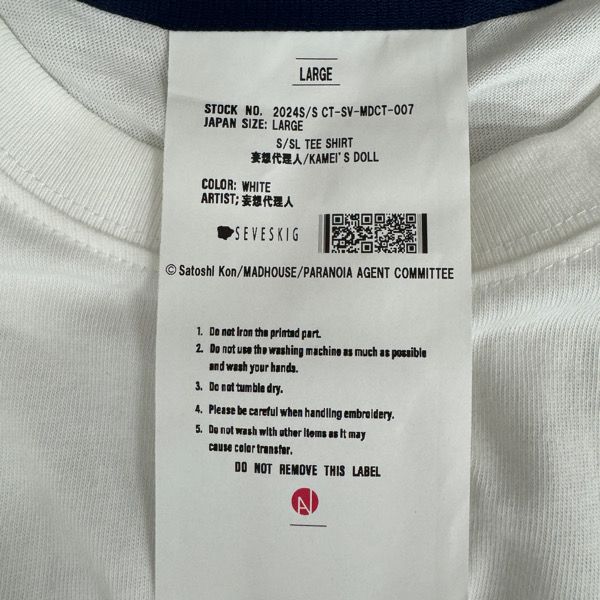 LARGE
STOCK NO. 2024S/S CT-SV-MDCT-007
JAPAN SIZE: LARGE
S/SL TEE SHIRT
妄想代理人/KAMEI'S DOLL
COLOR: WHITE
ARTIST; 妄想代理人
SEVESKIG
© Satoshi Kon/MADHOUSE/PARANOIA AGENT COMMITTEE
1. Do not iron the printed part.
2. Do not use the washing machine as much as possible
and wash your hands.
3. Do not tumble dry.
4. Please be careful when handling embroidery.
5. Do not wash with other items as it may
cause color transfer.
DO NOT REMOVE THIS LABEL